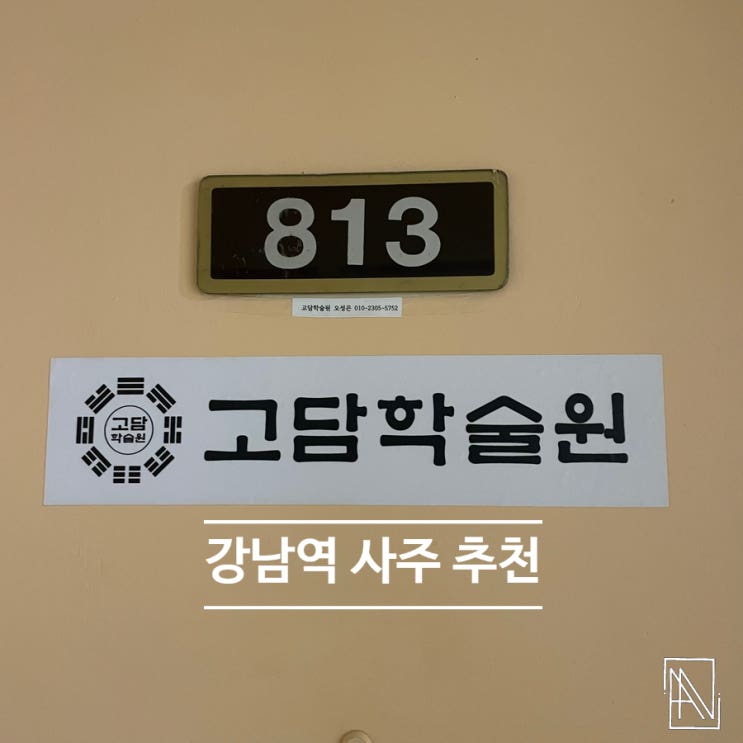 813
고담학술원 오성은 010-2305-5752
고담
학술원
고담학술원
강남역 사주 추천